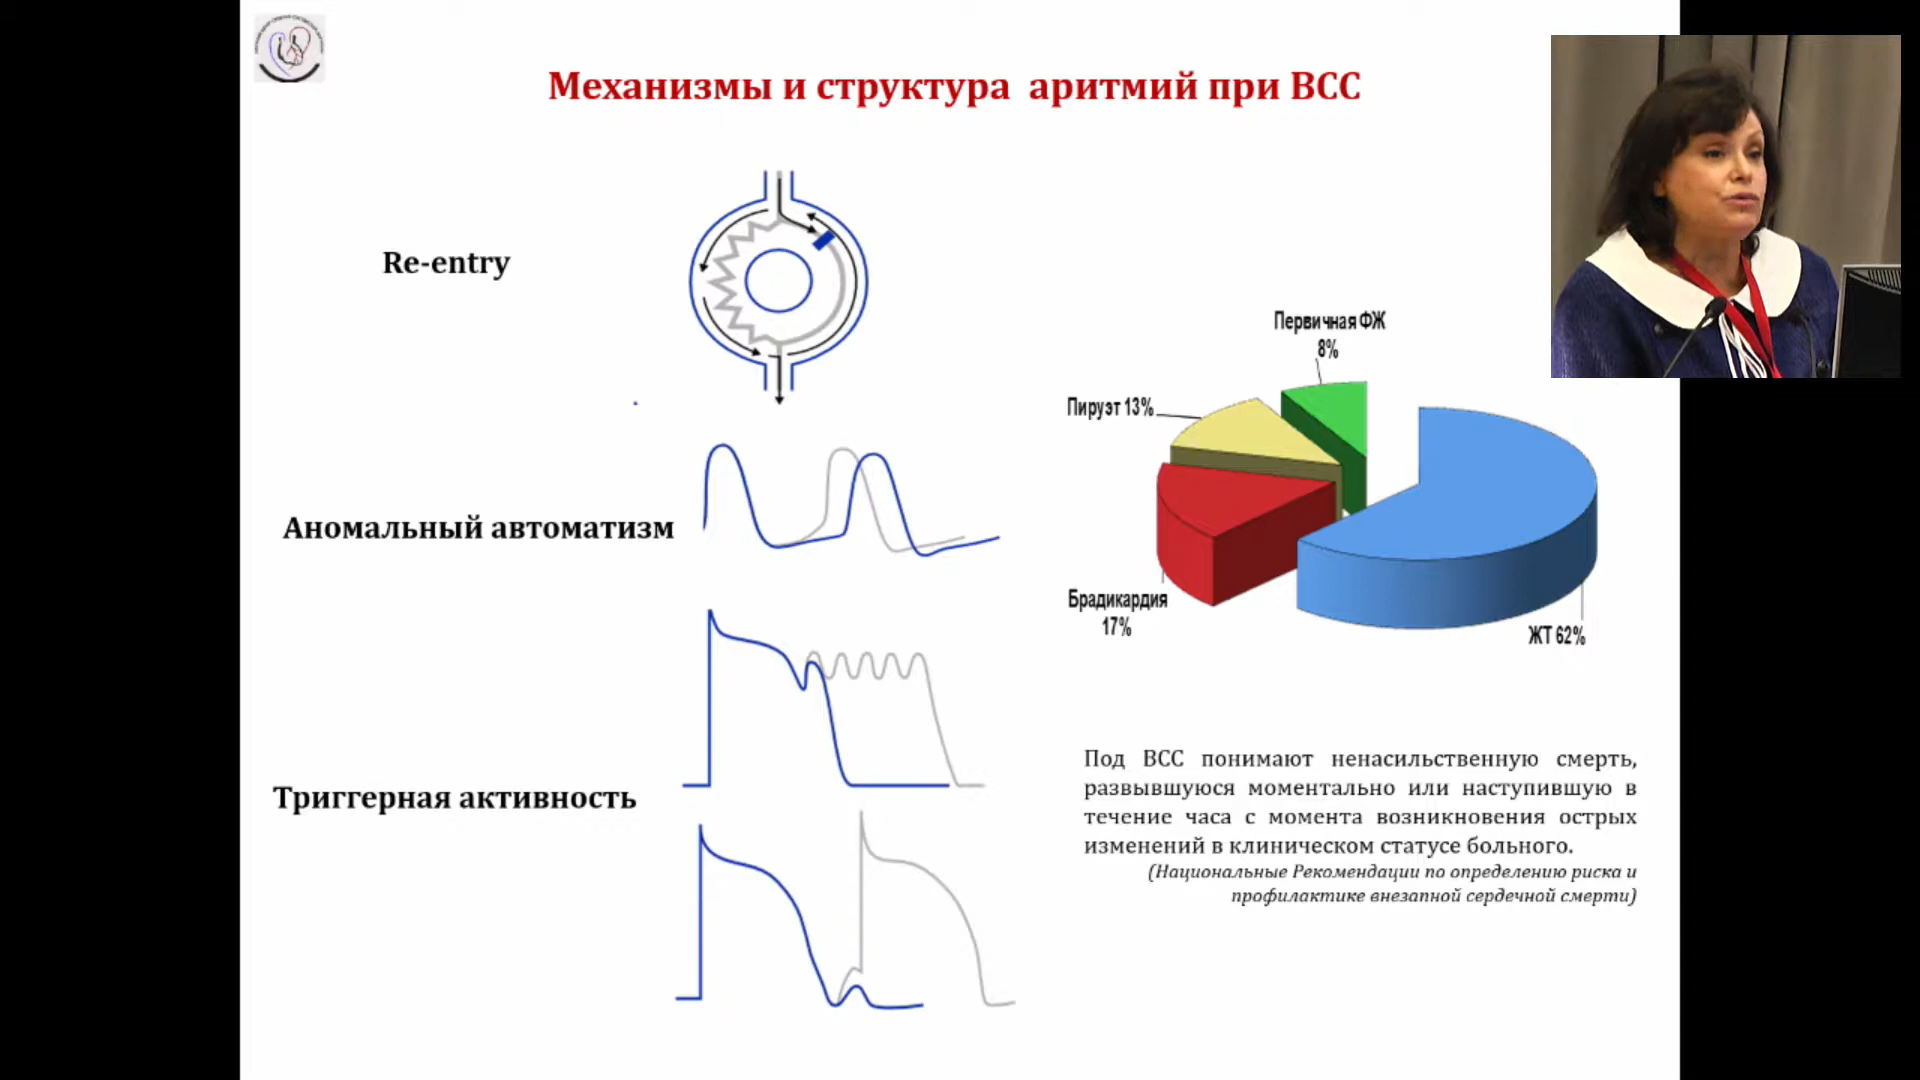 Механизмы и структура аритмий при ВСС
Re-entry
Аномальный автоматизм
Триггерная активность
Первичная ФЖ
8%
Пируэт 13%
Брадикардия
17%
ЖТ 62%
Под ВСС понимают ненасильственную смерть,
развывшуюся моментально или наступившую в
течение часа с момента возникновения острых
изменений в клиническом статусе больного.
(Национальные Рекомендации по определению риска и
профилактике внезапной сердечной смерти)